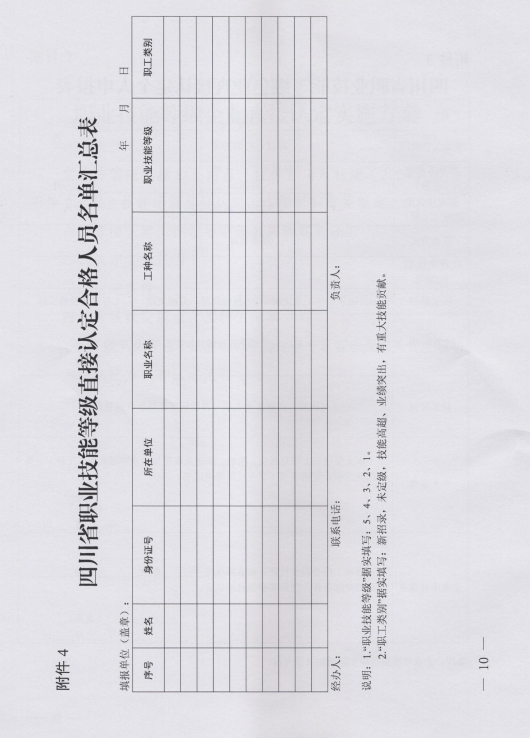 附件 4
四川省职业技能等级直接认定合格人员名单汇总表
填报单位（盖章）： 年 月 日
序号 姓名 身份证号 所在单位 职业名称 工种名称 职业技能等级 职工类别
经办人： 联系电话： 负责人：
说明：1.“职业技能等级”据实填写：5、4、3、2、1。
2.“职工类别”据实填写：新招录，未定级，技能高超、业绩突出，有重大技能贡献。
— 10 —